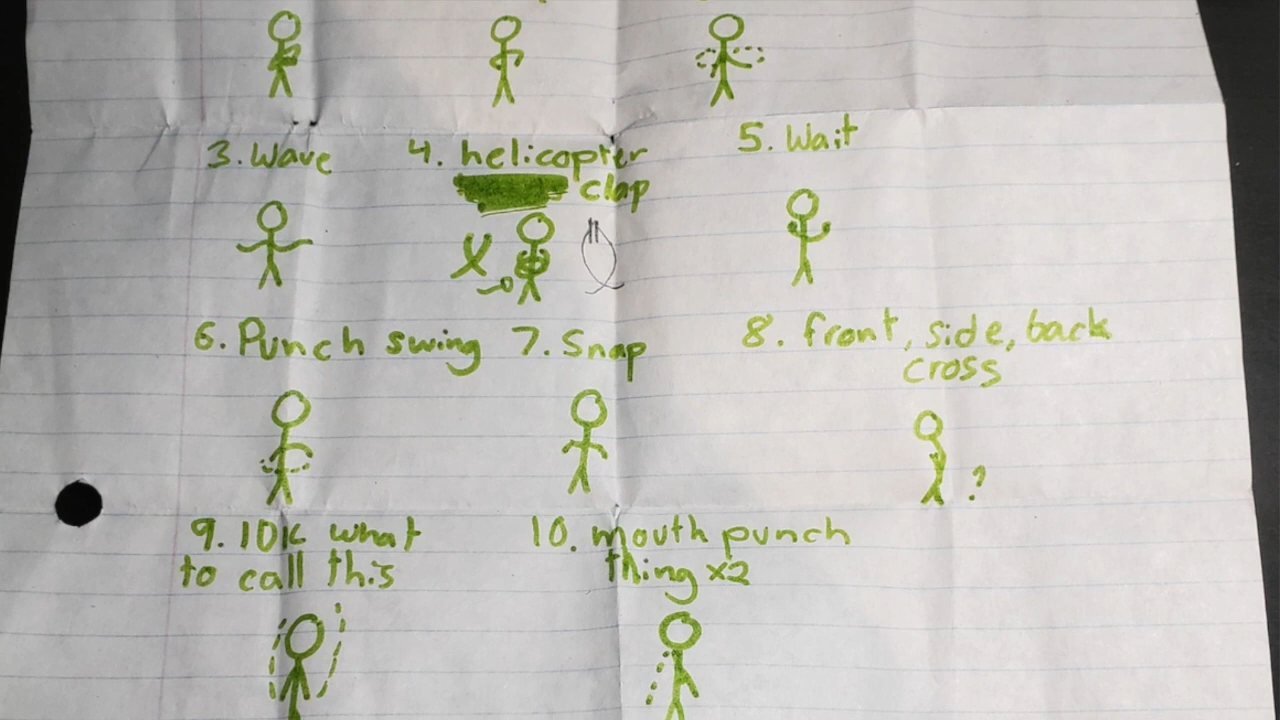 3. Wave
4. helicopter
clap
5. Wait
6. Punch swing
7. Snap
8. front, side, back
cross
?
9. IDK what
to call this
10. mouth punch
thing x2